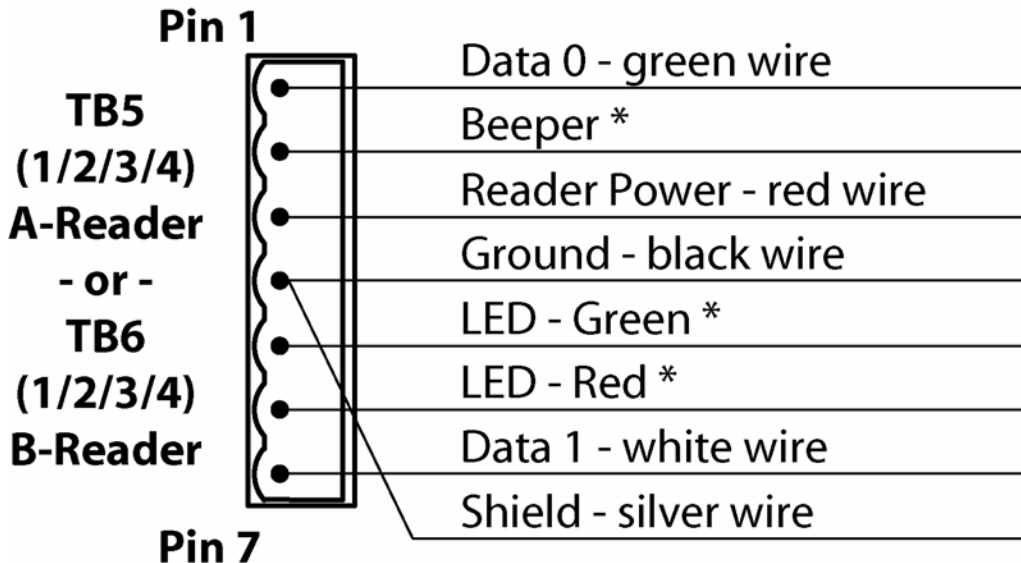 Pin 1
TB5
(1/2/3/4)
A-Reader
- or -
TB6
(1/2/3/4)
B-Reader
Pin 7
Data 0 - green wire
Beeper *
Reader Power - red wire
Ground - black wire
LED - Green *
LED - Red *
Data 1 - white wire
Shield - silver wire